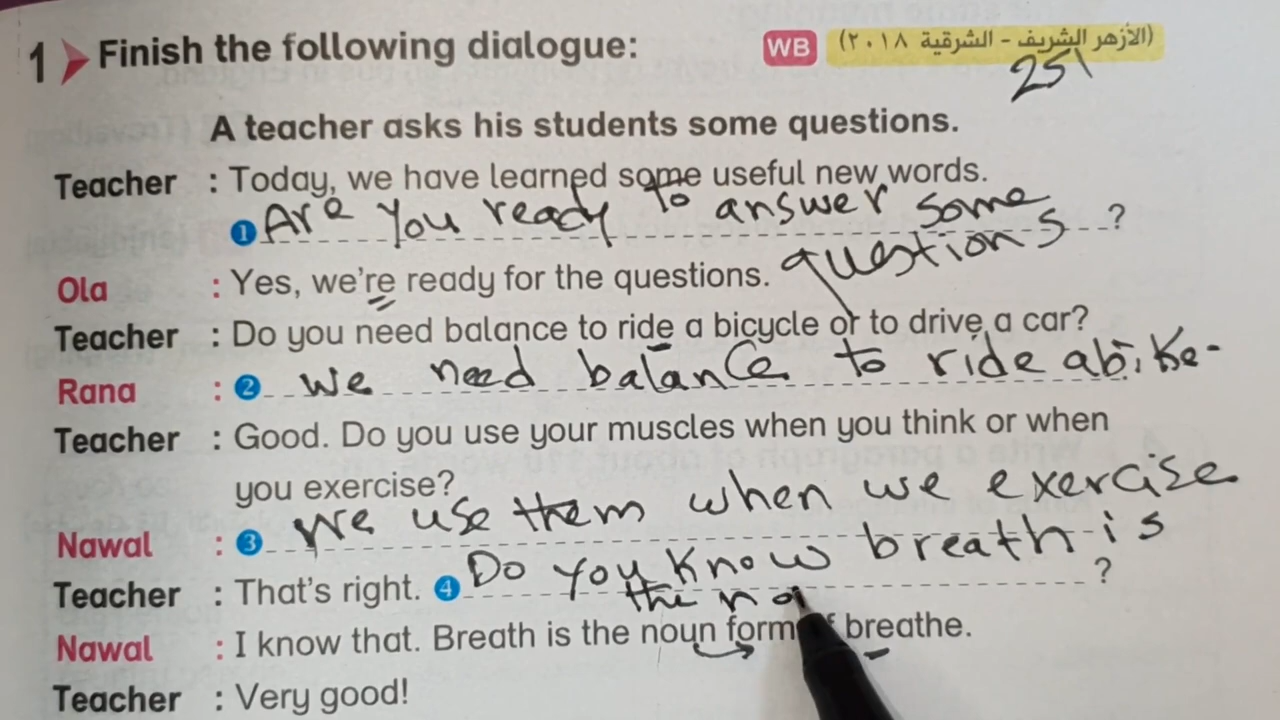 1 Finish the following dialogue: WB (الأزهر الشريف - الشرقية ٢٠١٨)
251
A teacher asks his students some questions.
Teacher : Today, we have learned some useful new words.
1 Are you ready to answer some questions ?
Ola : Yes, we're ready for the questions.
Teacher : Do you need balance to ride a bicycle or to drive a car?
Rana : 2 We need balance to ride a bike.
Teacher : Good. Do you use your muscles when you think or when
you exercise?
Nawal : 3 We use them when we exercise
Teacher : That's right. 4 Do you know breath is
the no ?
Nawal : I know that. Breath is the noun form of breathe.
Teacher : Very good!